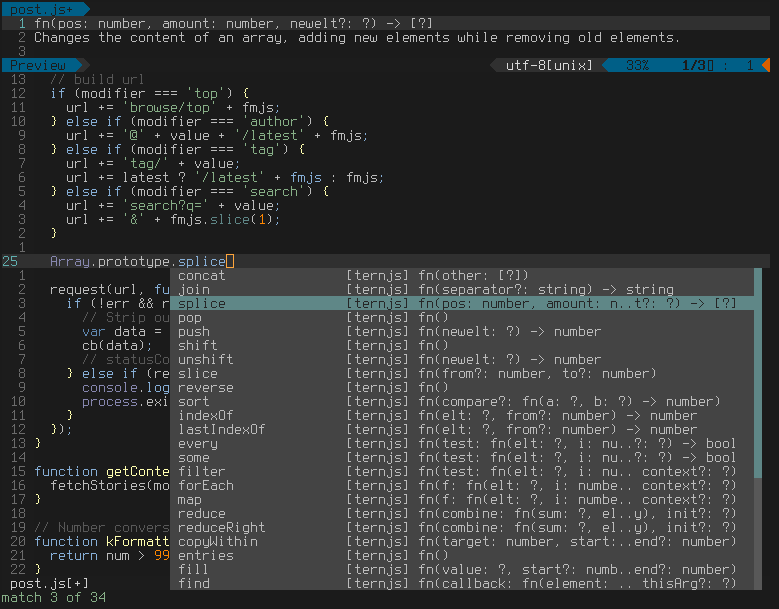 post.js+
1 fn(pos: number, amount: number, newelt?: ?) -> [?]
2 Changes the content of an array, adding new elements while removing old elements.
3
Preview utf-8[unix] 33% 1/3 : 1
13 // build url
12 if (modifier === 'top') {
11 url += 'browse/top' + fmjs;
10 } else if (modifier === 'author') {
9 url += '@' + value + '/latest' + fmjs;
8 } else if (modifier === 'tag') {
7 url += 'tag/' + value;
6 url += latest ? '/latest' + fmjs : fmjs;
5 } else if (modifier === 'search') {
4 url += 'search?q=' + value;
3 url += '&' + fmjs.slice(1);
2 }
1
25 Array.prototype.splice
1 concat [ternjs] fn(other: [?])
2 request(url, fu join [ternjs] fn(separator?: string) -> string
3 if (!err && r splice [ternjs] fn(pos: number, amount: n..t?: ?) -> [?]
4 // Strip ou pop [ternjs] fn()
5 var data = push [ternjs] fn(newelt: ?) -> number
6 cb(data); shift [ternjs] fn()
7 // statusCo unshift [ternjs] fn(newelt: ?) -> number
8 } else if (re slice [ternjs] fn(from?: number, to?: number)
9 console.log reverse [ternjs] fn()
10 process.exi sort [ternjs] fn(compare?: fn(a: ?, b: ?) -> number)
11 } indexOf [ternjs] fn(elt: ?, from?: number) -> number
12 }); lastIndexOf [ternjs] fn(elt: ?, from?: number) -> number
13 } every [ternjs] fn(test: fn(elt: ?, i: nu..?: ?) -> bool
14 some [ternjs] fn(test: fn(elt: ?, i: nu..?: ?) -> bool
15 function getConte filter [ternjs] fn(test: fn(elt: ?, i: nu.. context?: ?)
16 fetchStories(mo forEach [ternjs] fn(f: fn(elt: ?, i: numbe.. context?: ?)
17 } map [ternjs] fn(f: fn(elt: ?, i: numbe.. context?: ?)
18 reduce [ternjs] fn(combine: fn(sum: ?, el..y), init?: ?)
19 // Number convers reduceRight [ternjs] fn(combine: fn(sum: ?, el..y), init?: ?)
20 function kFormatt copyWithin [ternjs] fn(target: number, start:..end?: number)
21 return num > 99 entries [ternjs] fn()
22 } fill [ternjs] fn(value: ?, start?: numb..end?: number)
post.js[+] find [ternjs] fn(callback: fn(element: .. thisArg?: ?)
match 3 of 34